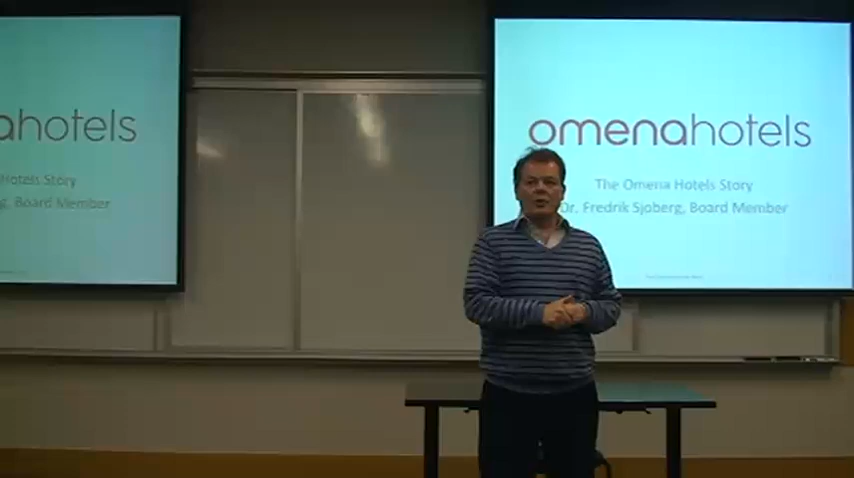 ahotels
Hotels Story
g, Board Member
omenahotels
The Omena Hotels Story
Dr. Fredrik Sjoberg, Board Member